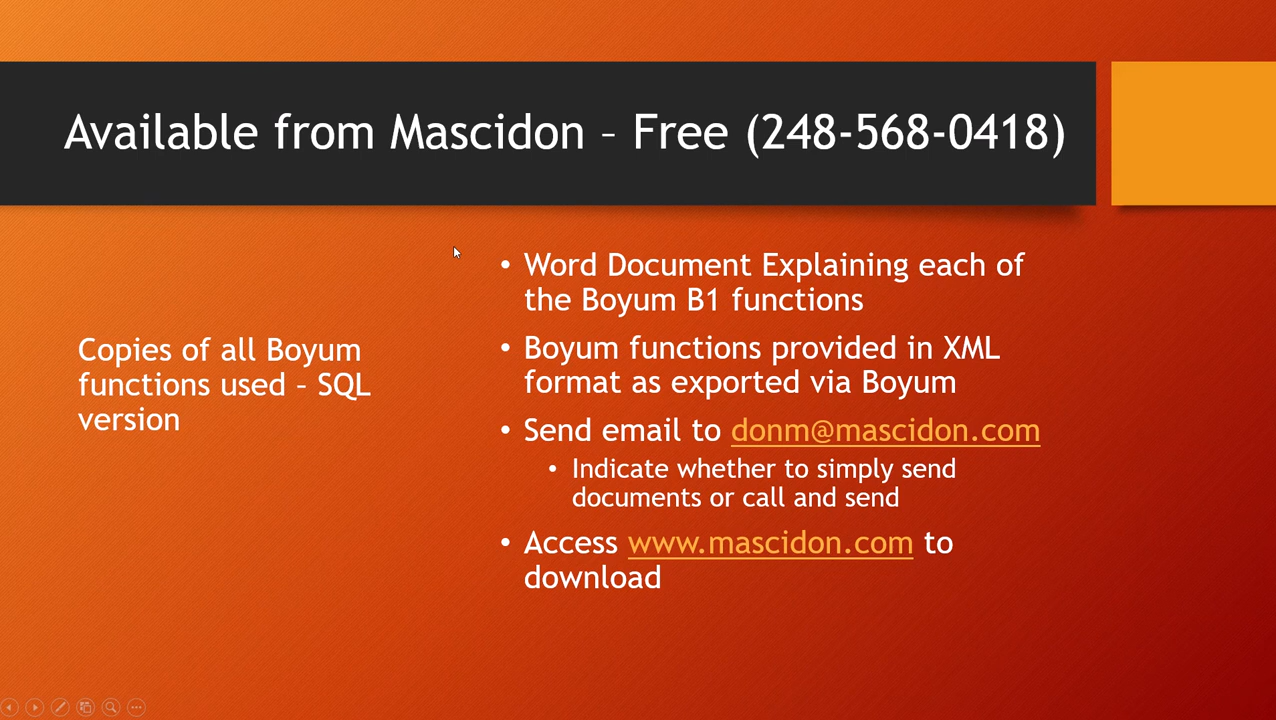 Available from Mascidon – Free (248-568-0418)
Copies of all Boyum
functions used – SQL
version
• Word Document Explaining each of
the Boyum B1 functions
• Boyum functions provided in XML
format as exported via Boyum
• Send email to donm@mascidon.com
• Indicate whether to simply send
documents or call and send
• Access www.mascidon.com to
download